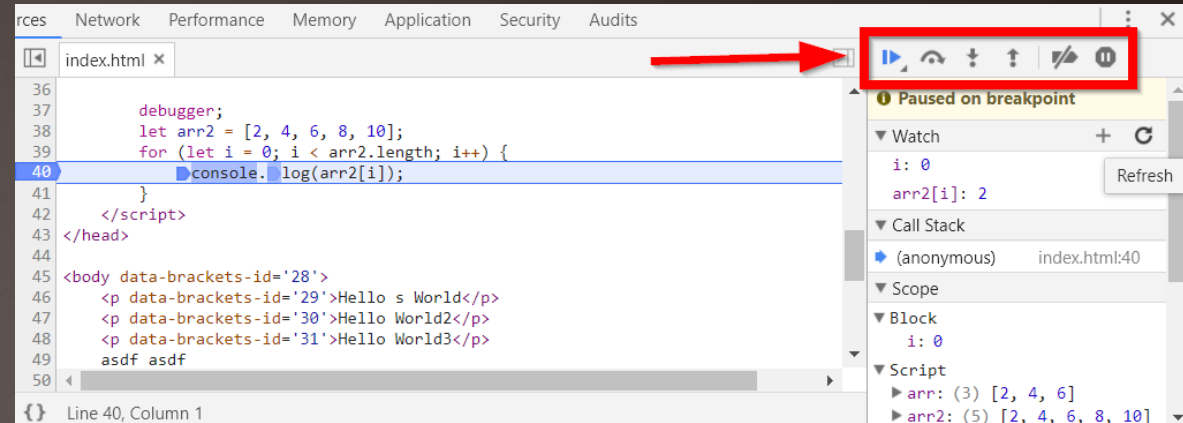 rces Network Performance Memory Application Security Audits
index.html ×
36
37 debugger;
38 let arr2 = [2, 4, 6, 8, 10];
39 for (let i = 0; i < arr2.length; i++) {
40 console.log(arr2[i]);
41 }
42 </script>
43 </head>
44
45 <body data-brackets-id='28'>
46 <p data-brackets-id='29'>Hello s World</p>
47 <p data-brackets-id='30'>Hello World2</p>
48 <p data-brackets-id='31'>Hello World3</p>
49 asdf asdf
50
{} Line 40, Column 1
Paused on breakpoint
Watch
i: 0
arr2[i]: 2
Refresh
Call Stack
(anonymous) index.html:40
Scope
Block
i: 0
Script
arr: (3) [2, 4, 6]
arr2: (5) [2, 4, 6, 8, 10]